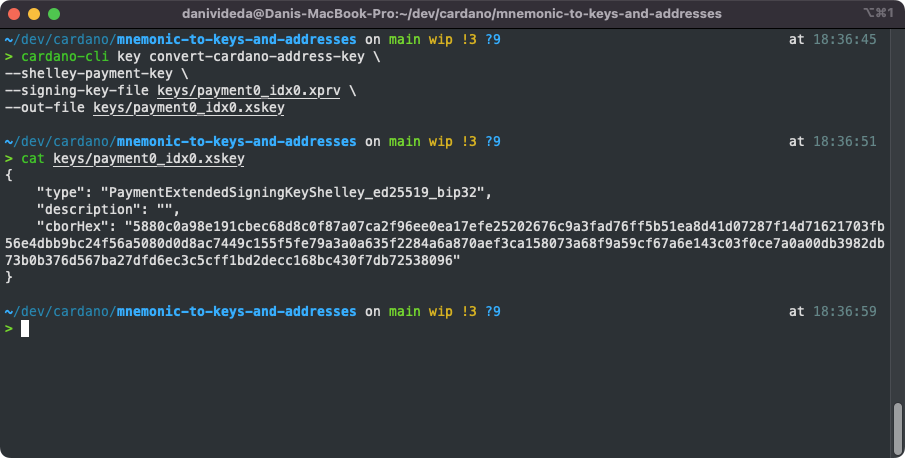 danivideda@Danis-MacBook-Pro:~/dev/cardano/mnemonic-to-keys-and-addresses ⌥⌘1
~/dev/cardano/mnemonic-to-keys-and-addresses on main wip !3 ?9 at 18:36:45
> cardano-cli key convert-cardano-address-key \
--shelley-payment-key \
--signing-key-file keys/payment0_idx0.xprv \
--out-file keys/payment0_idx0.xskey
~/dev/cardano/mnemonic-to-keys-and-addresses on main wip !3 ?9 at 18:36:51
> cat keys/payment0_idx0.xskey
{
    "type": "PaymentExtendedSigningKeyShelley_ed25519_bip32",
    "description": "",
    "cborHex": "5880c0a98e191cbec68d8c0f87a07ca2f96ee0ea17efe25202676c9a3fad76ff5b51ea8d41d07287f14d71621703fb
56e4dbb9bc24f56a5080d0d8ac7449c155f5fe79a3a0a635f2284a6a870aef3ca158073a68f9a59cf67a6e143c03f0ce7a0a00db3982db
73b0b376d567ba27dfd6ec3c5cff1bd2decc168bc430f7db72538096"
}
~/dev/cardano/mnemonic-to-keys-and-addresses on main wip !3 ?9 at 18:36:59
>